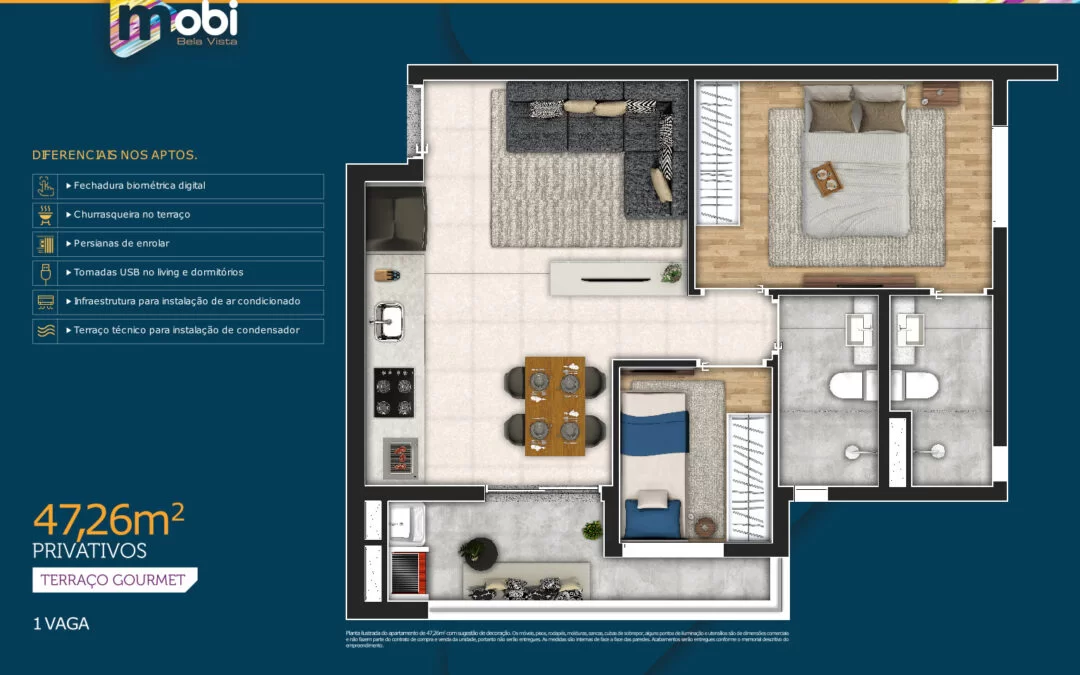 mobi
Bela Vista
DIFERENCIAIS NOS APTOS.
Fechadura biométrica digital
Churrasqueira no terraço
Persianas de enrolar
Tomadas USB no living e dormitórios
Infraestrutura para instalação de ar condicionado
Terraço técnico para instalação de condensador
47,26m²
PRIVATIVOS
TERRAÇO GOURMET
1 VAGA
Planta ilustrada do apartamento de 47,26m² com sugestão de decoração. Os móveis, pisos, rodapés, molduras, sancas, cubas de sobrepor, alguns pontos de iluminação e utensílios são de dimensões comerciais
e não fazem parte do contrato de compra e venda da unidade, portanto não serão entregues. As medidas são internas de face a face das paredes. Acabamentos serão entregues conforme o memorial descritivo do
empreendimento.